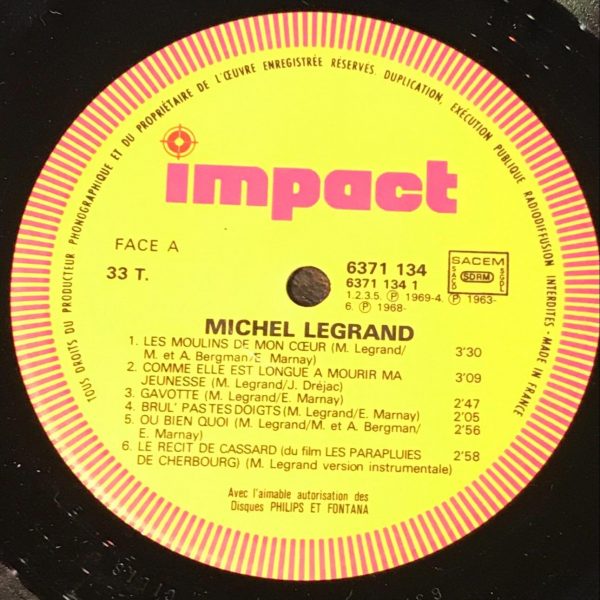 TOUS DROITS DU PRODUCTEUR PHONOGRAPHIQUE ET DU PROPRIÉTAIRE DE L'ŒUVRE ENREGISTRÉE RÉSERVÉS. DUPLICATION, EXÉCUTION PUBLIQUE RADIODIFFUSION INTERDITES - MADE IN FRANCE
impact
FACE A
33 T.
6371 134
6371 134 1
1.2.3.5. Ⓟ 1969-4. Ⓟ 1963-
6. Ⓟ 1968-
SACEM
SACD SDRM SGDL
MICHEL LEGRAND
1. LES MOULINS DE MON CŒUR (M. Legrand/
M. et A. Bergman/E. Marnay) 3'30
2. COMME ELLE EST LONGUE A MOURIR MA
JEUNESSE (M. Legrand/J. Dréjac) 3'09
3. GAVOTTE (M. Legrand/E. Marnay) 2'47
4. BRUL' PAS TES DOIGTS (M. Legrand/E. Marnay) 2'05
5. OU BIEN QUOI (M. Legrand/M. et A. Bergman/ 2'56
E. Marnay)
6. LE RECIT DE CASSARD (du film LES PARAPLUIES 2'58
DE CHERBOURG) (M. Legrand version instrumentale)
Avec l'aimable autorisation des
Disques PHILIPS ET FONTANA